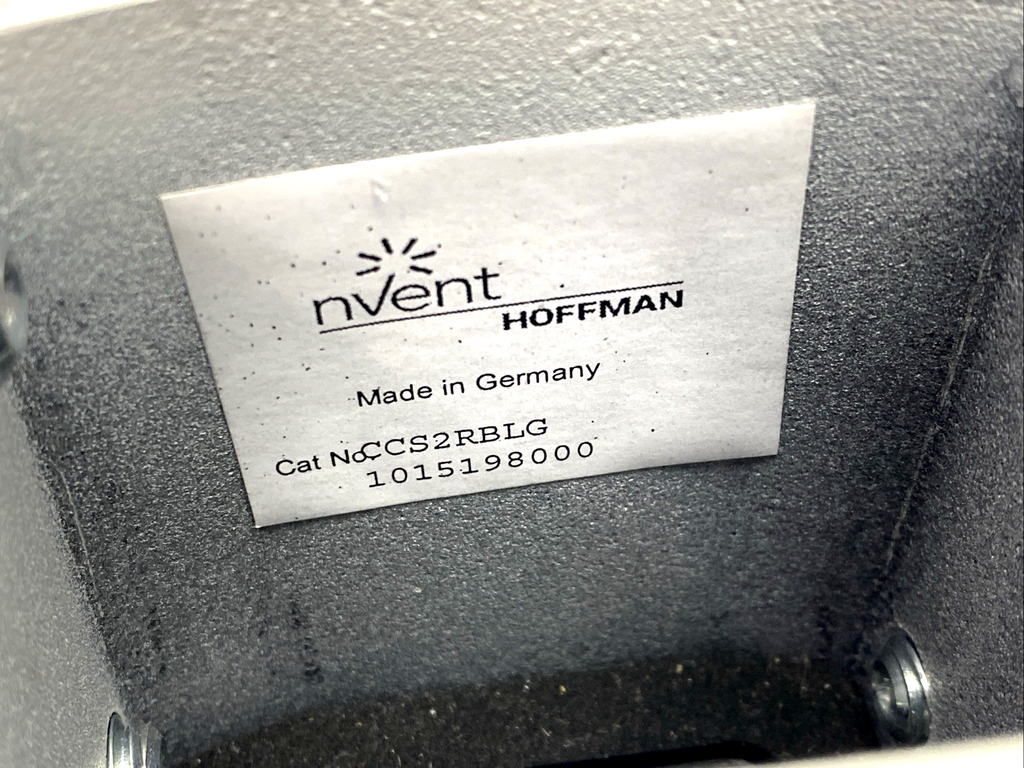 nVent
HOFFMAN
Made in Germany
Cat No. CCS2RBLG
1015198000